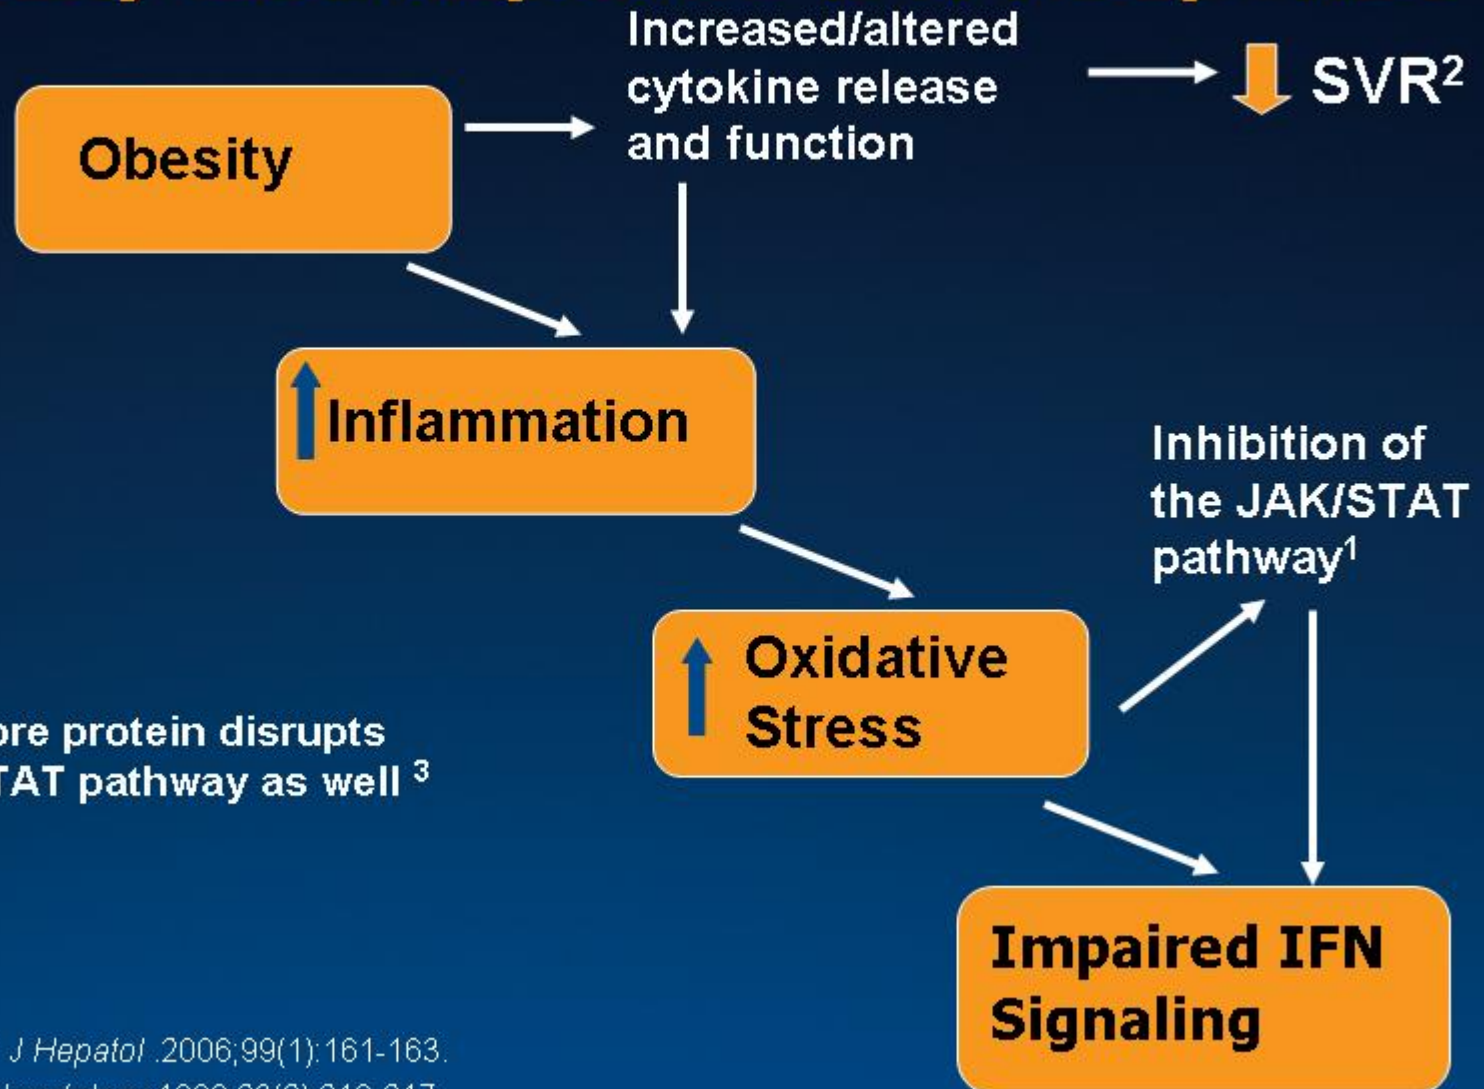 Increased/altered
cytokine release
and function
SVR²
Obesity
Inflammation
Inhibition of
the JAK/STAT
pathway¹
Oxidative
Stress
protein disrupts
pathway as well ³
Impaired IFN
Signaling
J Hepatol .2006;99(1):161-163.